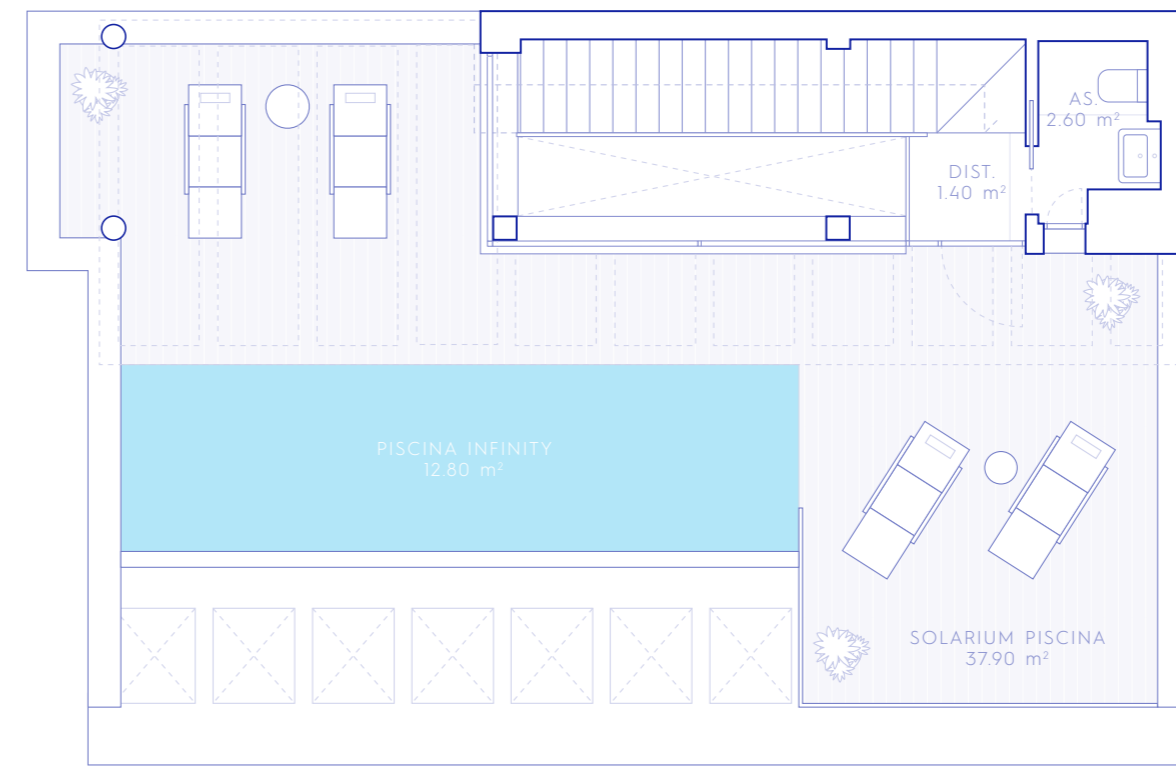 AS.
2.60 m²
DIST.
1.40 m²
PISCINA INFINITY
12.80 m²
SOLARIUM PISCINA
37.90 m²